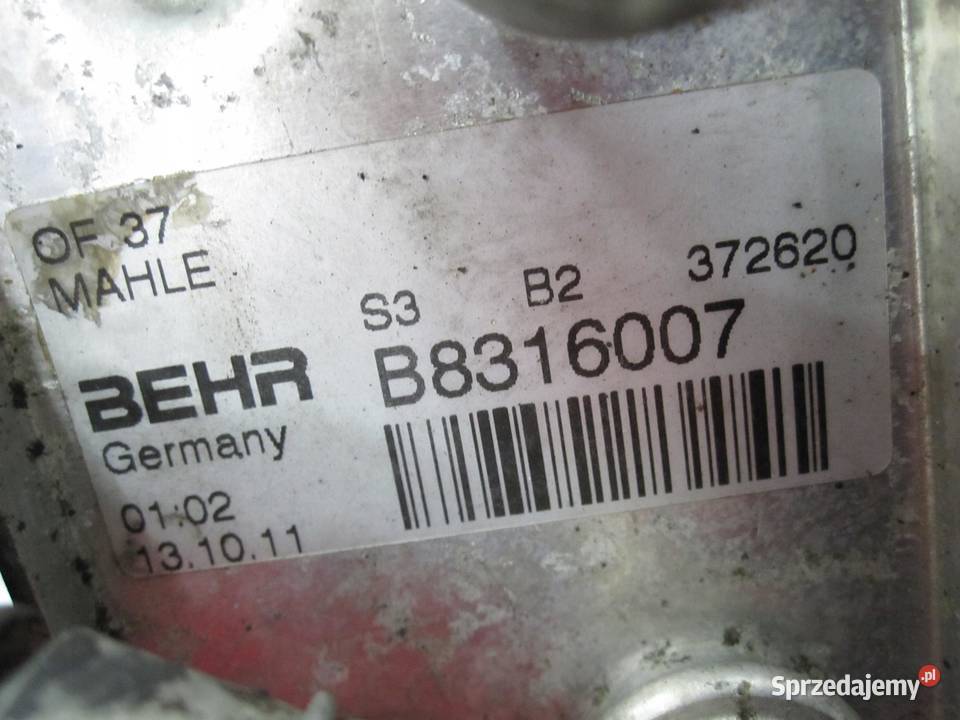 OF 37
MAHLE
S3 B2 372620
BEHR B8316007
Germany
01:02
13.10.11
Sprzedajemy.pl